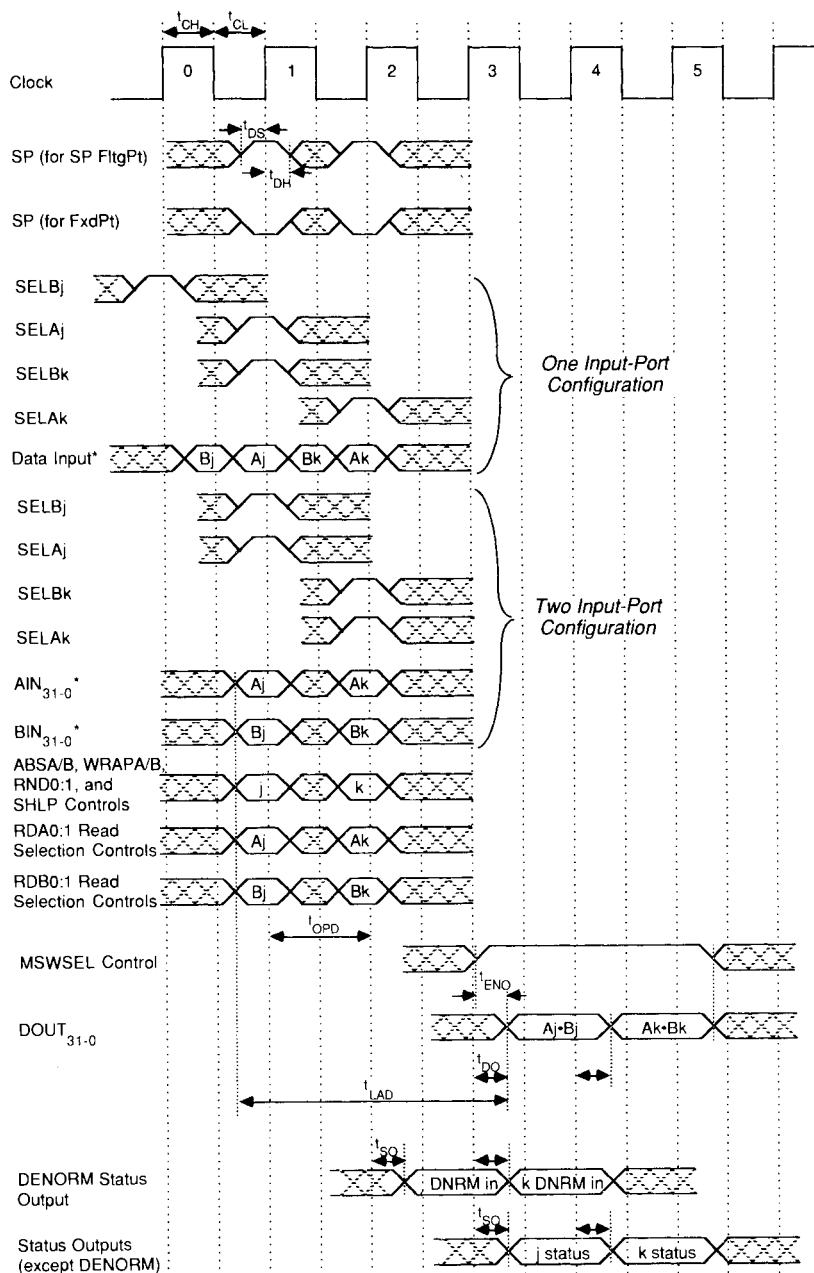 tCH tCL
Clock 0 1 2 3 4 5
tDS
SP (for SP FltgPt)
tDH
SP (for FxdPt)
SELBj
SELAj
SELBk
One Input-Port
Configuration
SELAk
Data Input* Bj Aj Bk Ak
SELBj
SELAj
SELBk
Two Input-Port
Configuration
SELAk
AIN31-0* Aj Ak
BIN31-0* Bj Bk
ABSA/B, WRAPA/B,
RND0:1, and j k
SHLP Controls
RDA0:1 Read
Selection Controls Aj Ak
RDB0:1 Read
Selection Controls Bj Bk
tOPD
MSWSEL Control
tENO
DOUT31-0 Aj•Bj Ak•Bk
tDO
tLAD
tSO
DENORM Status
Output DNRM in k DNRM in
tSO
Status Outputs
(except DENORM) j status k status